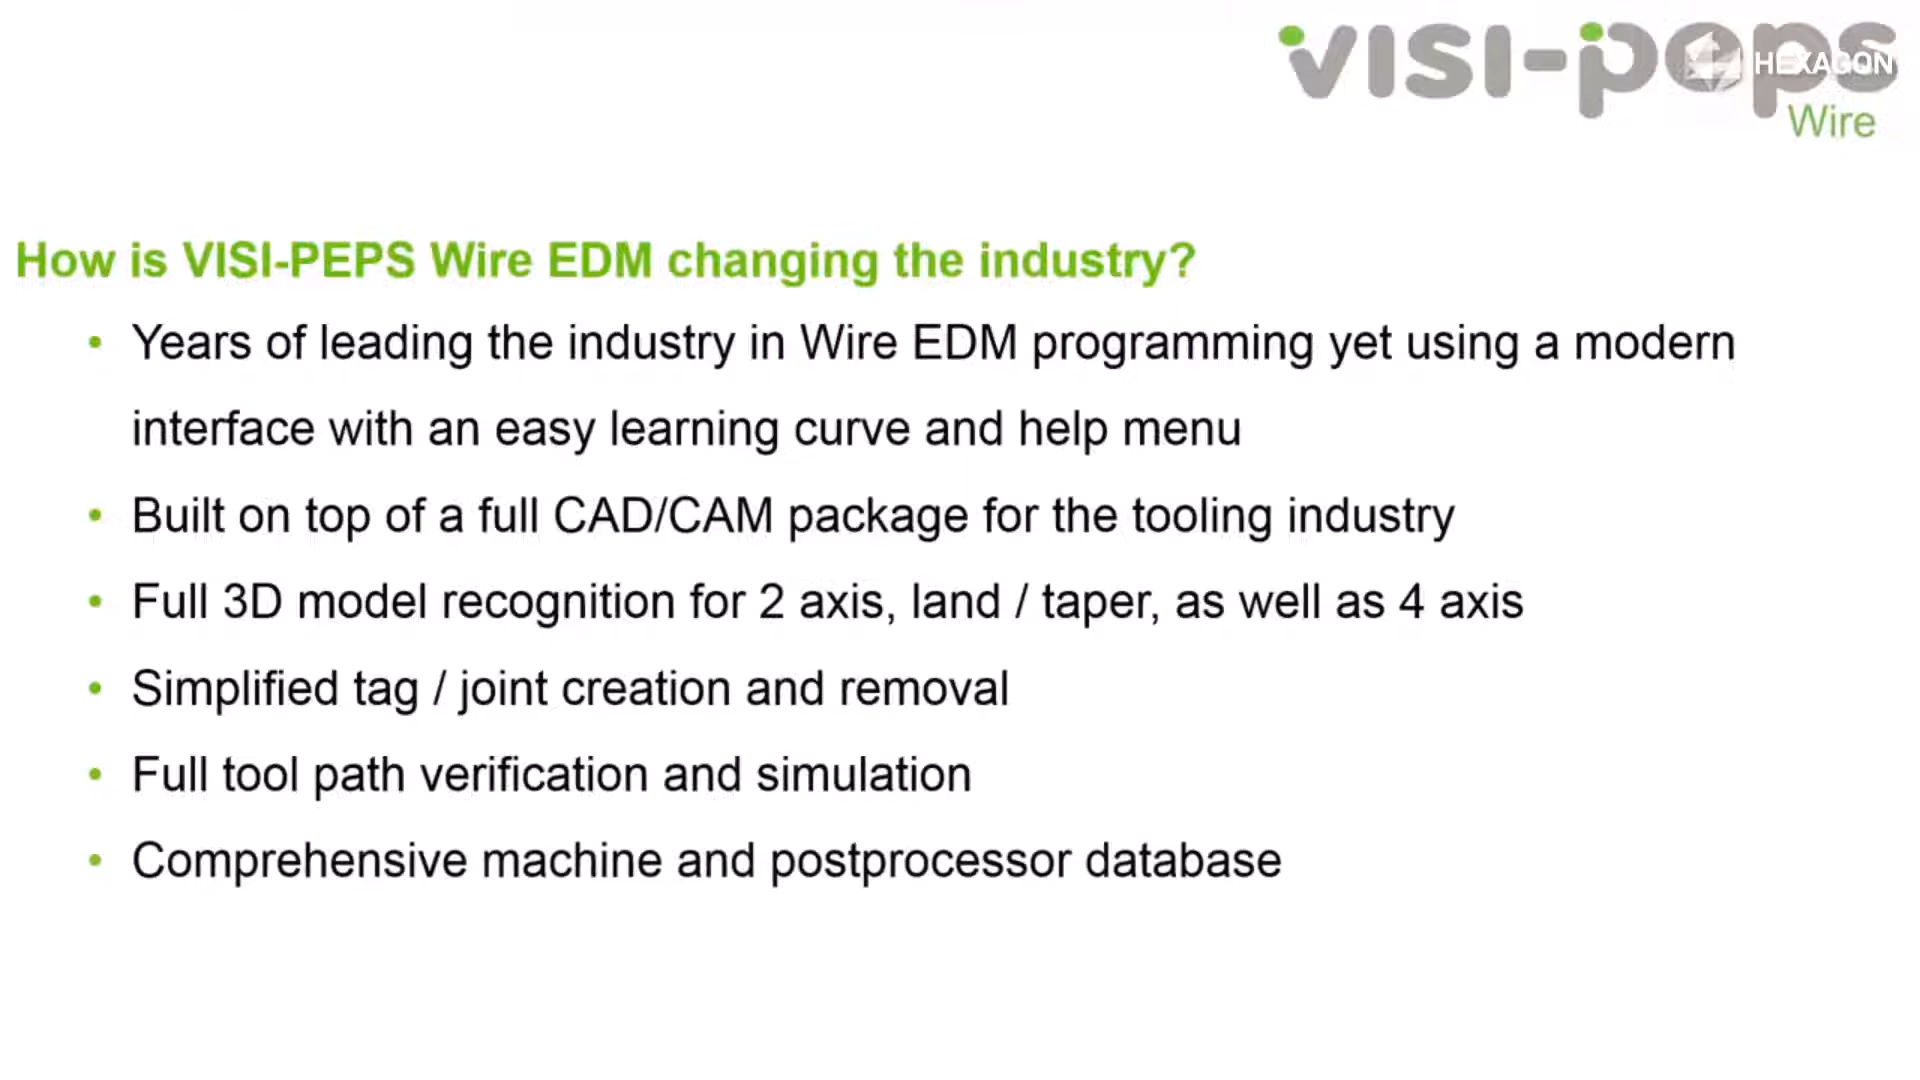 VISI-peps
HEXAGON
Wire
How is VISI-PEPS Wire EDM changing the industry?
• Years of leading the industry in Wire EDM programming yet using a modern
interface with an easy learning curve and help menu
• Built on top of a full CAD/CAM package for the tooling industry
• Full 3D model recognition for 2 axis, land / taper, as well as 4 axis
• Simplified tag / joint creation and removal
• Full tool path verification and simulation
• Comprehensive machine and postprocessor database